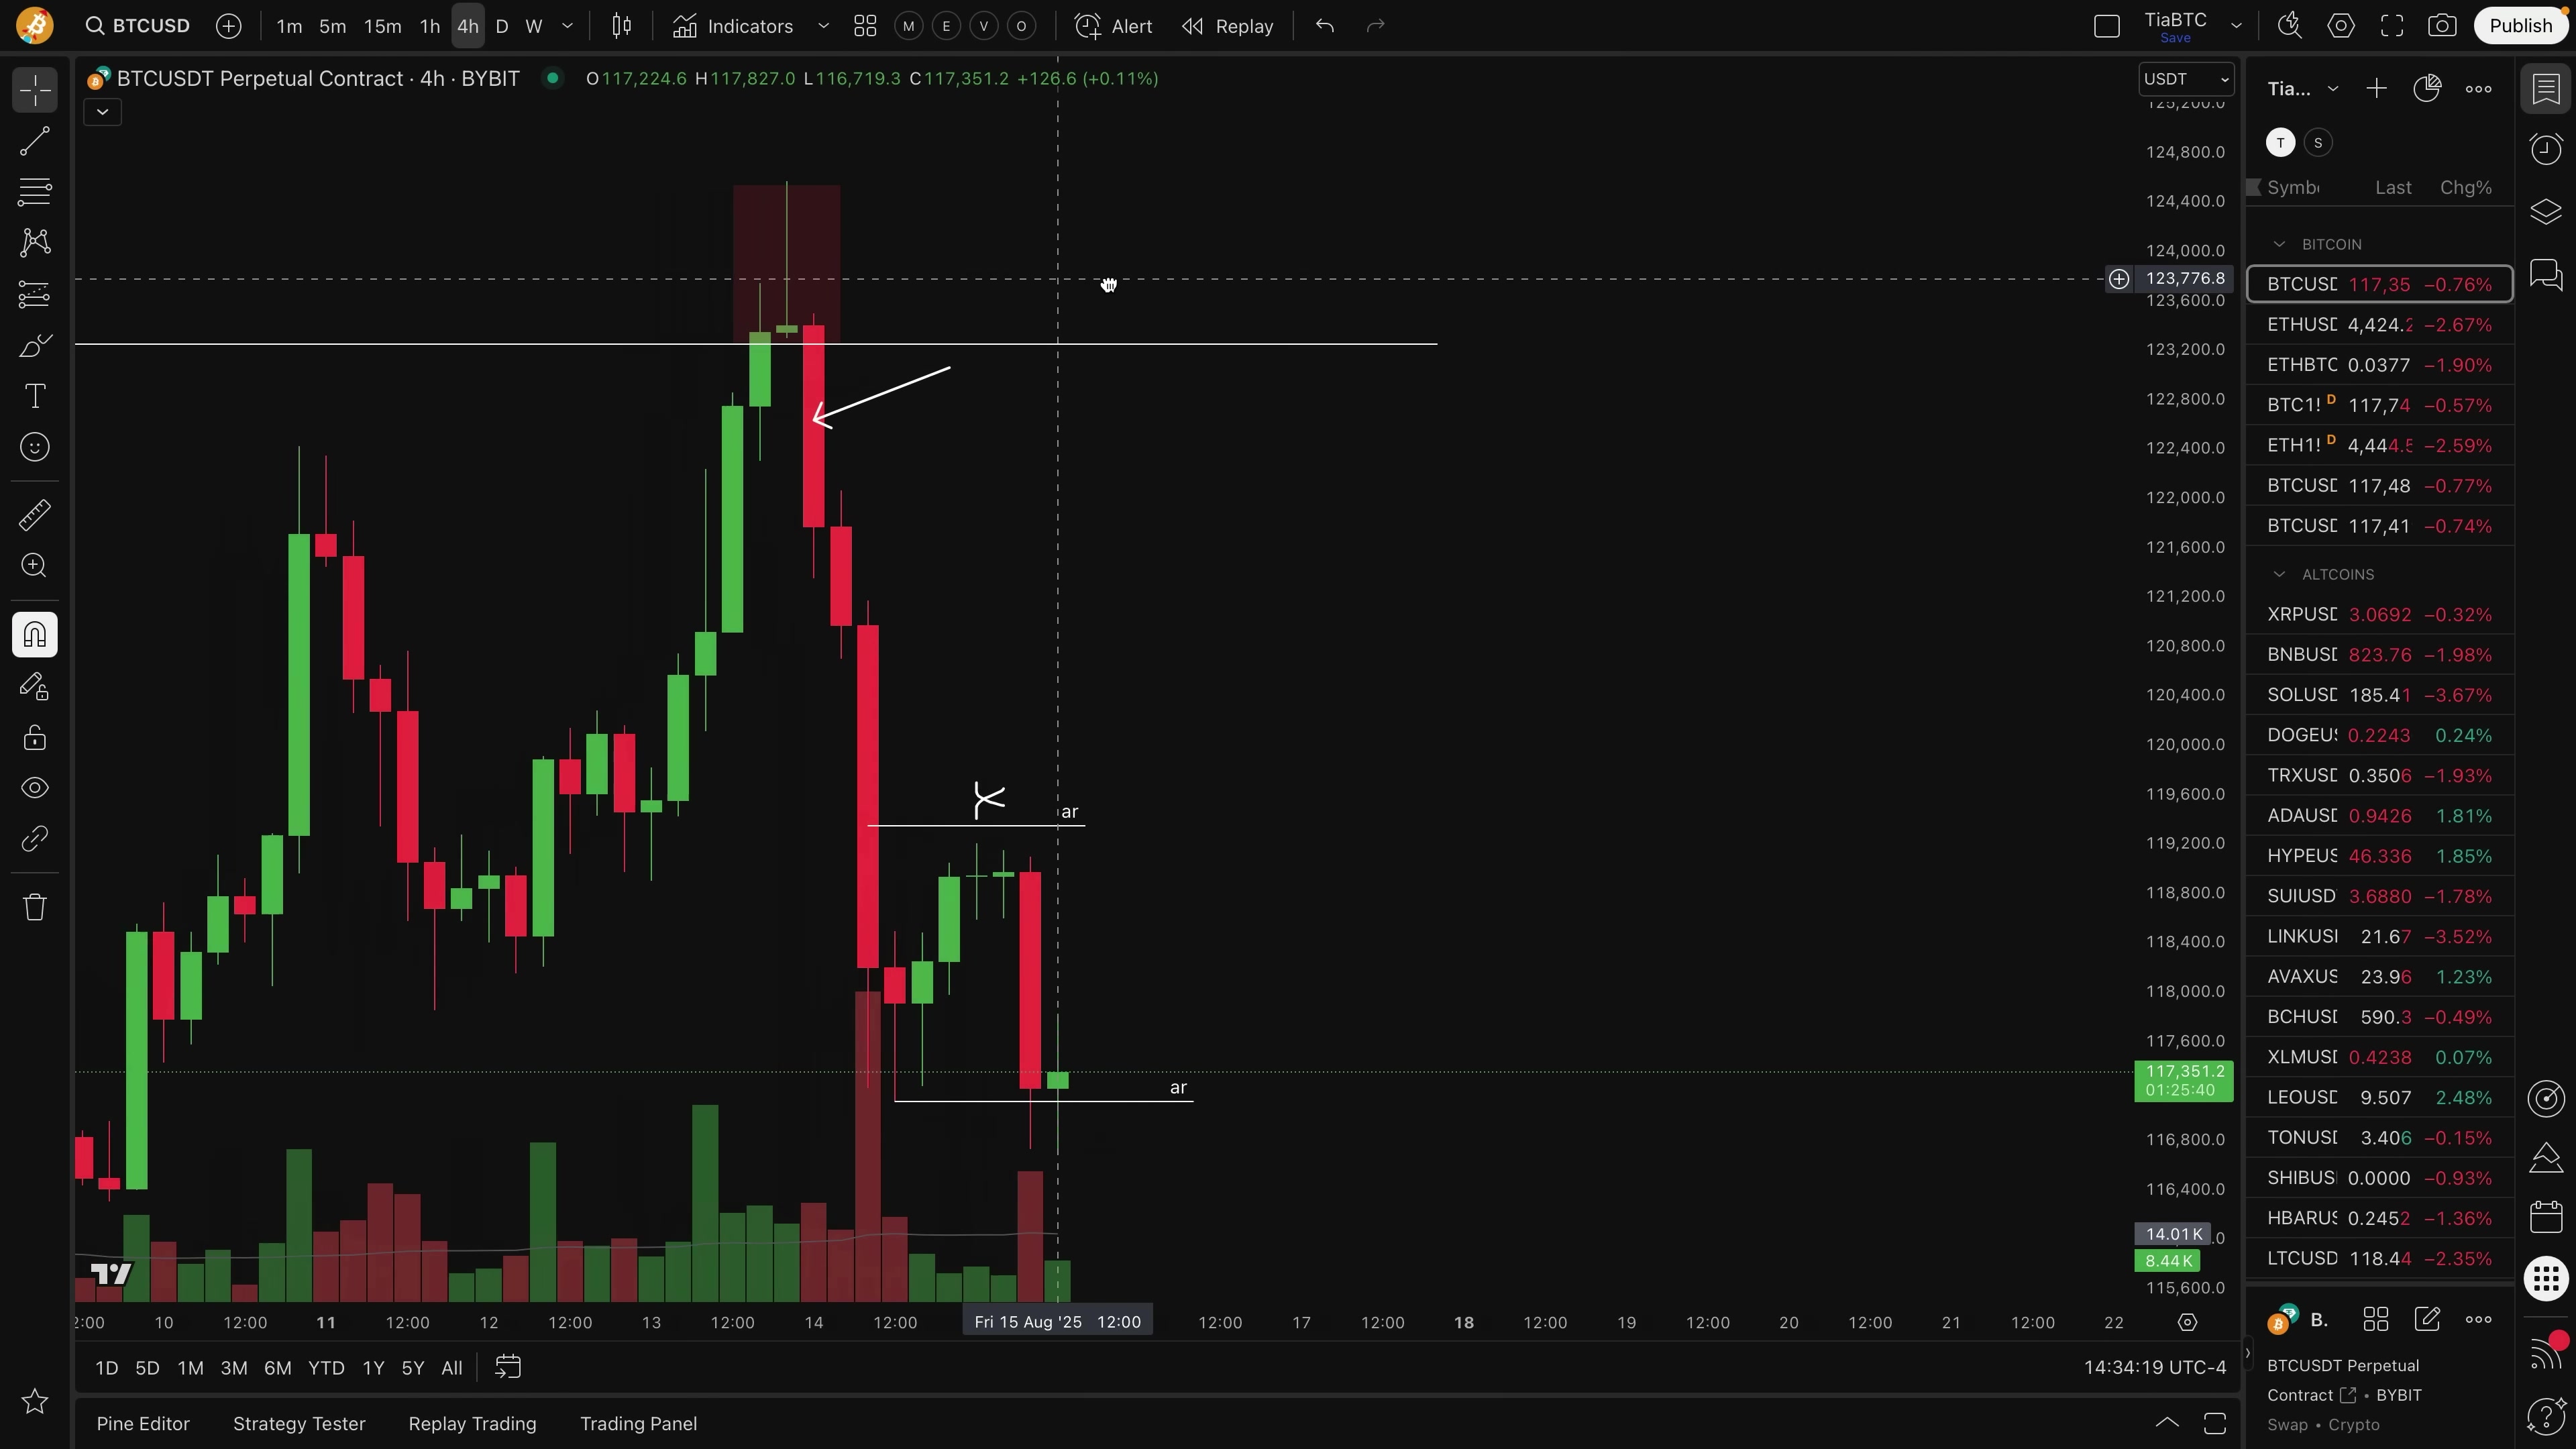 BTCUSD 1m 5m 15m 1h 4h D W Indicators M E V O Alert Replay TiaBTC Save Publish
BTCUSDT Perpetual Contract · 4h · BYBIT O117,224.6 H117,827.0 L116,719.3 C117,351.2 +126.6 (+0.11%)
USDT
125,200.0
124,800.0
124,400.0
124,000.0
123,776.8
123,600.0
123,200.0
122,800.0
122,400.0
122,000.0
121,600.0
121,200.0
120,800.0
120,400.0
120,000.0
119,600.0
119,200.0
118,800.0
118,400.0
118,000.0
117,600.0
117,351.2
01:25:40
116,800.0
116,400.0
14.01K
8.44K
115,600.0
ar
ar
10 12:00 11 12:00 12 12:00 13 12:00 14 12:00 Fri 15 Aug '25 12:00 12:00 17 12:00 18 12:00 19 12:00 20 12:00 21 12:00 22
1D 5D 1M 3M 6M YTD 1Y 5Y All 14:34:19 UTC-4
Pine Editor Strategy Tester Replay Trading Trading Panel
Tia...
T S
Symb Last Chg%
BITCOIN
BTCUSD 117,35 −0.76%
ETHUSD 4,424.2 −2.67%
ETHBTC 0.0377 −1.90%
BTC1! D 117,74 −0.57%
ETH1! D 4,444.5 −2.59%
BTCUSD 117,48 −0.77%
BTCUSD 117,41 −0.74%
ALTCOINS
XRPUSD 3.0692 −0.32%
BNBUSD 823.76 −1.98%
SOLUSD 185.41 −3.67%
DOGEUS 0.2243 0.24%
TRXUSD 0.3506 −1.93%
ADAUSD 0.9426 1.81%
HYPEUS 46.336 1.85%
SUIUSD 3.6880 −1.78%
LINKUSI 21.67 −3.52%
AVAXUS 23.96 1.23%
BCHUSD 590.3 −0.49%
XLMUSD 0.4238 0.07%
LEOUSD 9.507 2.48%
TONUSD 3.406 −0.15%
SHIBUS 0.0000 −0.93%
HBARUS 0.2452 −1.36%
LTCUSD 118.44 −2.35%
B.
BTCUSDT Perpetual
Contract • BYBIT
Swap • Crypto